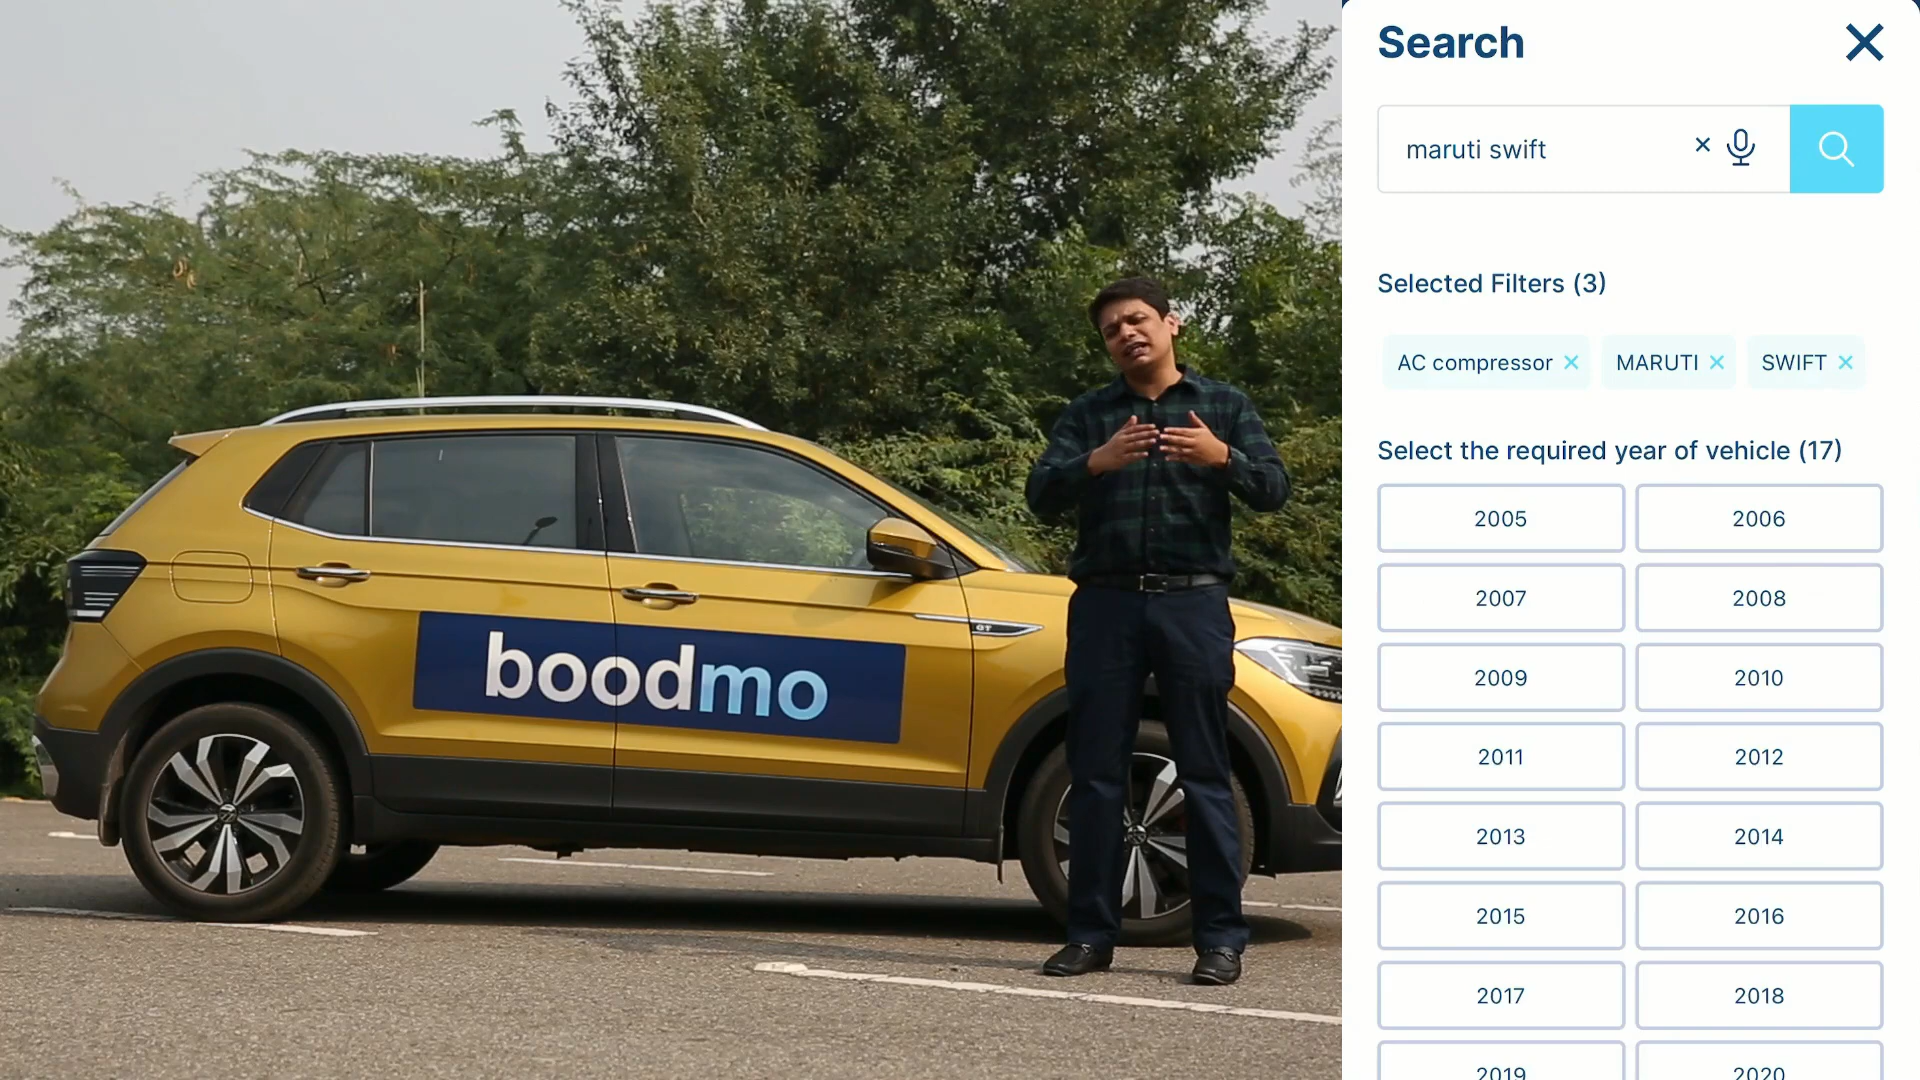 boodmo
GT
Search
maruti swift
Selected Filters (3)
AC compressor MARUTI SWIFT
Select the required year of vehicle (17)
2005 2006
2007 2008
2009 2010
2011 2012
2013 2014
2015 2016
2017 2018
2019 2020